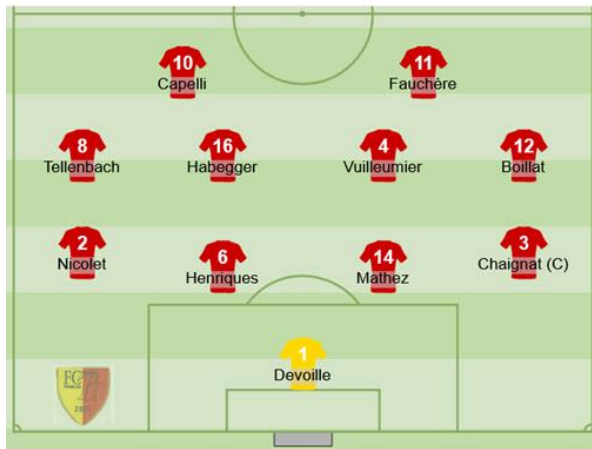 10
Capelli
11
Fauchère
8
Tellenbach
16
Habegger
4
Vuilleumier
12
Boillat
2
Nicolet
6
Henriques
14
Mathez
3
Chaignat (C)
1
Devoille
FC